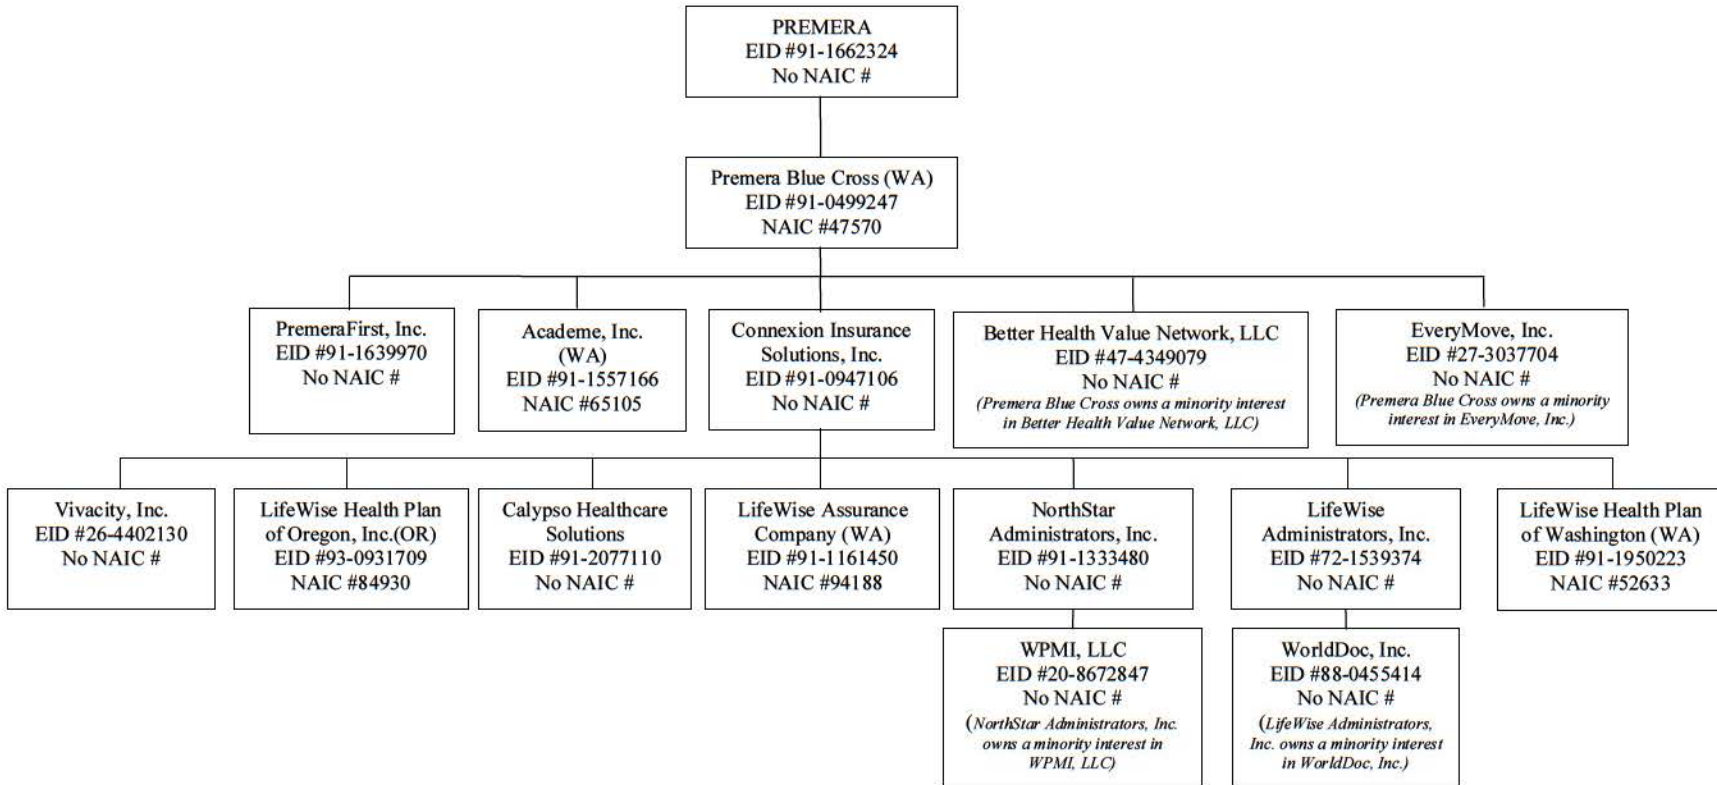 PREMERA
EID #91-1662324
No NAIC #
Premera Blue Cross (WA)
EID #91-0499247
NAIC #47570
PremeraFirst, Inc.
EID #91-1639970
No NAIC #
Academe, Inc.
(WA)
EID #91-1557166
NAIC #65105
Connexion Insurance
Solutions, Inc.
EID #91-0947106
No NAIC #
Better Health Value Network, LLC
EID #47-4349079
No NAIC #
(Premera Blue Cross owns a minority interest
in Better Health Value Network, LLC)
EveryMove, Inc.
EID #27-3037704
No NAIC #
(Premera Blue Cross owns a minority
interest in EveryMove, Inc.)
Vivacity, Inc.
EID #26-4402130
No NAIC #
LifeWise Health Plan
of Oregon, Inc.(OR)
EID #93-0931709
NAIC #84930
Calypso Healthcare
Solutions
EID #91-2077110
No NAIC #
LifeWise Assurance
Company (WA)
EID #91-1161450
NAIC #94188
NorthStar
Administrators, Inc.
EID #91-1333480
No NAIC #
LifeWise
Administrators, Inc.
EID #72-1539374
No NAIC #
LifeWise Health Plan
of Washington (WA)
EID #91-1950223
NAIC #52633
WPMI, LLC
EID #20-8672847
No NAIC #
(NorthStar Administrators, Inc.
owns a minority interest in
WPMI, LLC)
WorldDoc, Inc.
EID #88-0455414
No NAIC #
(LifeWise Administrators,
Inc. owns a minority interest
in WorldDoc, Inc.)